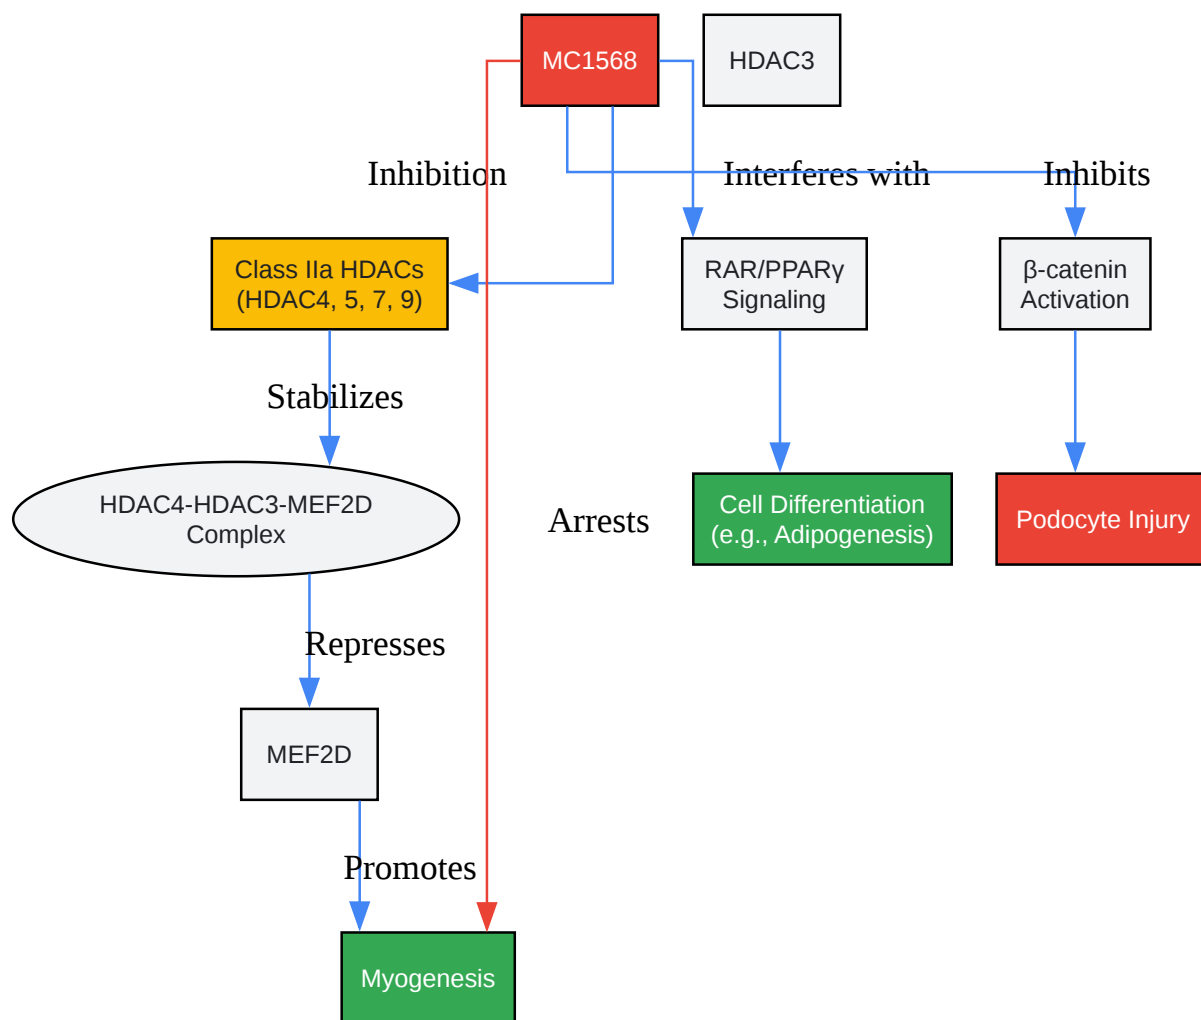 MC1568
HDAC3
Inhibition
Interferes with
Inhibits
Class IIa HDACs
(HDAC4, 5, 7, 9)
RAR/PPARγ
Signaling
β-catenin
Activation
Stabilizes
HDAC4-HDAC3-MEF2D
Complex
Arrests
Cell Differentiation
(e.g., Adipogenesis)
Podocyte Injury
Represses
MEF2D
Promotes
Myogenesis